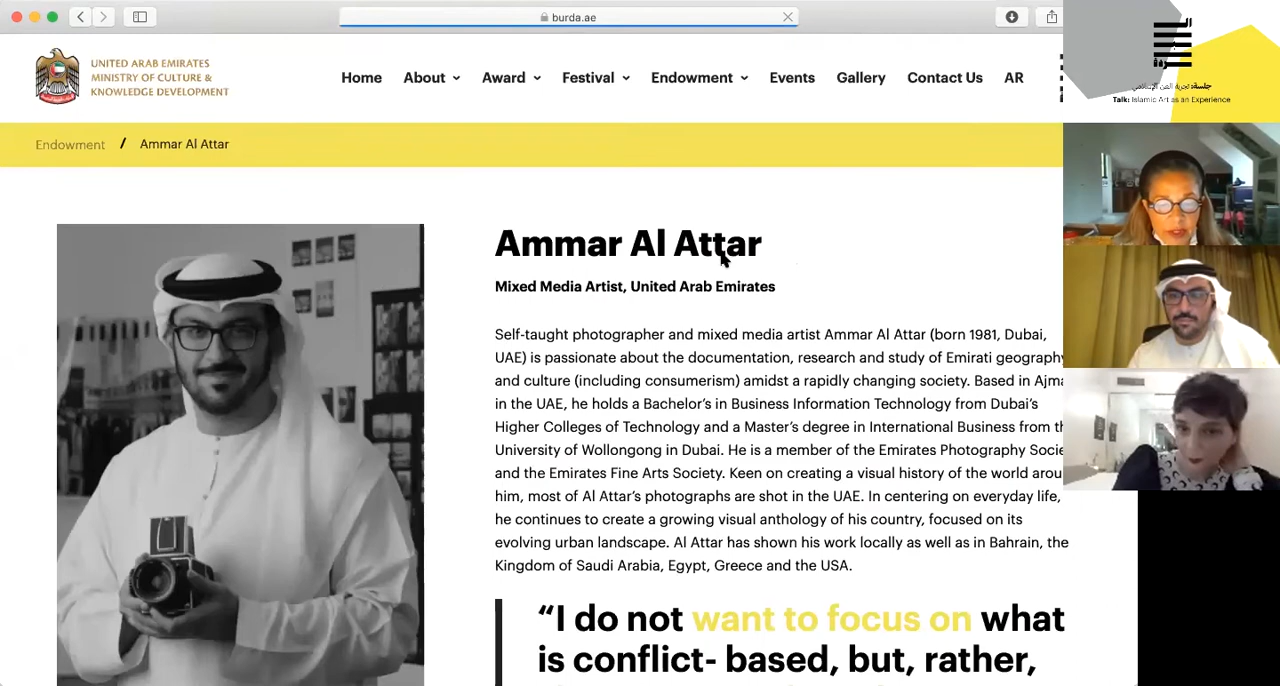 burda.ae
UNITED ARAB EMIRATES
MINISTRY OF CULTURE &
KNOWLEDGE DEVELOPMENT
Home About Award Festival Endowment Events Gallery Contact Us AR
البردة
جلسة: تجربة الفن الإسلامي
Talk: Islamic Art as an Experience
Endowment / Ammar Al Attar
Ammar Al Attar
Mixed Media Artist, United Arab Emirates
Self-taught photographer and mixed media artist Ammar Al Attar (born 1981, Dubai,
UAE) is passionate about the documentation, research and study of Emirati geography
and culture (including consumerism) amidst a rapidly changing society. Based in Ajma
in the UAE, he holds a Bachelor’s in Business Information Technology from Dubai’s
Higher Colleges of Technology and a Master’s degree in International Business from th
University of Wollongong in Dubai. He is a member of the Emirates Photography Socie
and the Emirates Fine Arts Society. Keen on creating a visual history of the world arou
him, most of Al Attar’s photographs are shot in the UAE. In centering on everyday life,
he continues to create a growing visual anthology of his country, focused on its
evolving urban landscape. Al Attar has shown his work locally as well as in Bahrain, the
Kingdom of Saudi Arabia, Egypt, Greece and the USA.
“I do not want to focus on what
is conflict- based, but, rather,